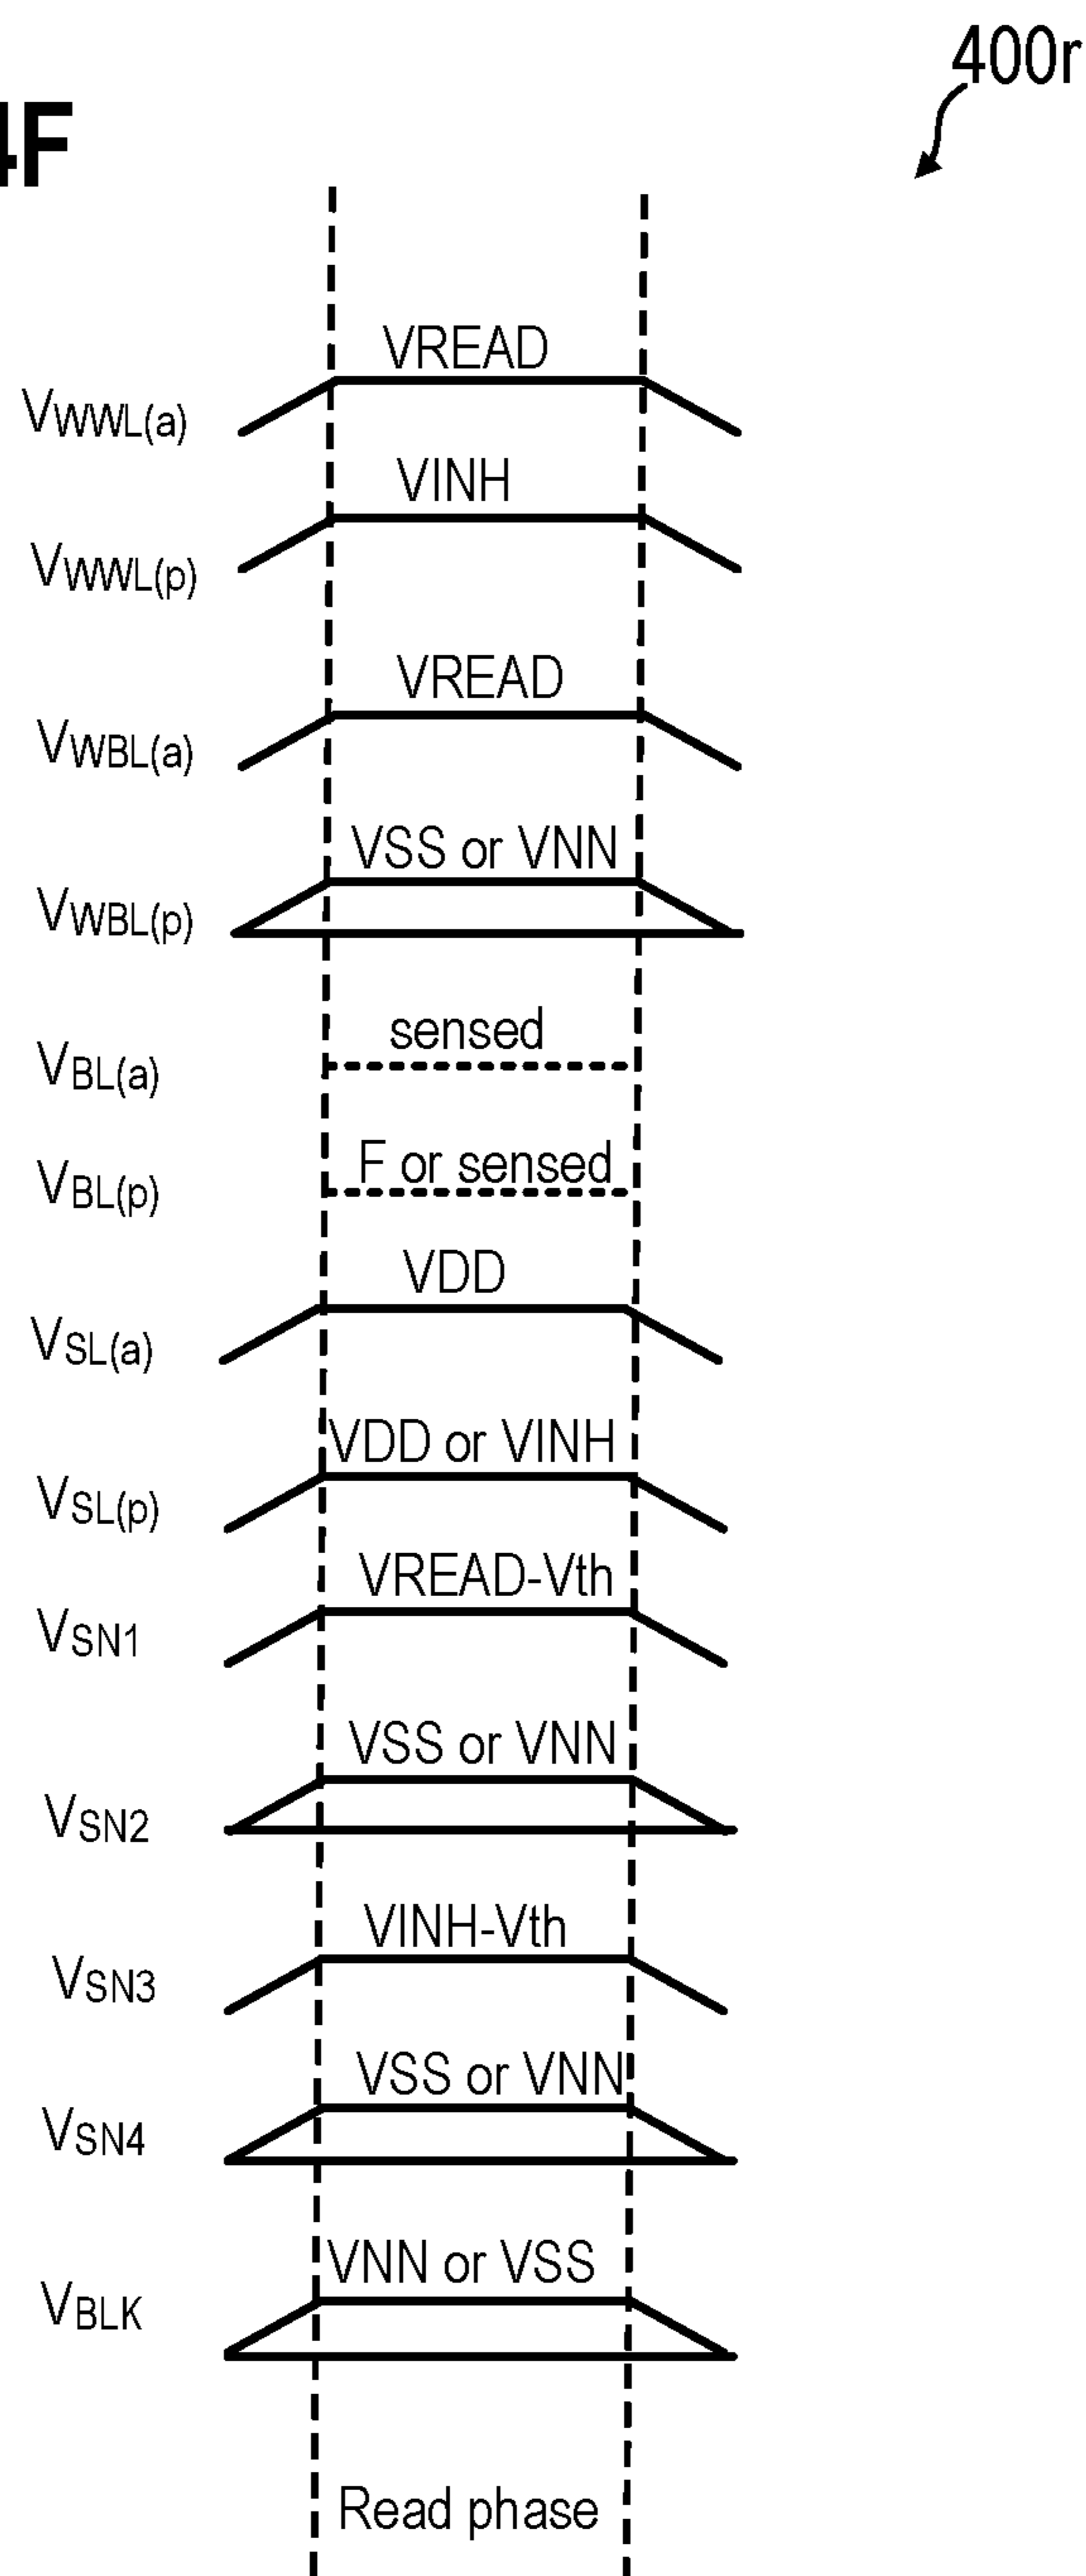 400r
4F
VREAD
VWWL(a)
VINH
VWWL(p)
VREAD
VWBL(a)
VSS or VNN
VWBL(p)
sensed
VBL(a)
F or sensed
VBL(p)
VDD
VSL(a)
VDD or VINH
VSL(p)
VREAD-Vth
VSN1
VSS or VNN
VSN2
VINH-Vth
VSN3
VSS or VNN
VSN4
VNN or VSS
VBLK
Read phase